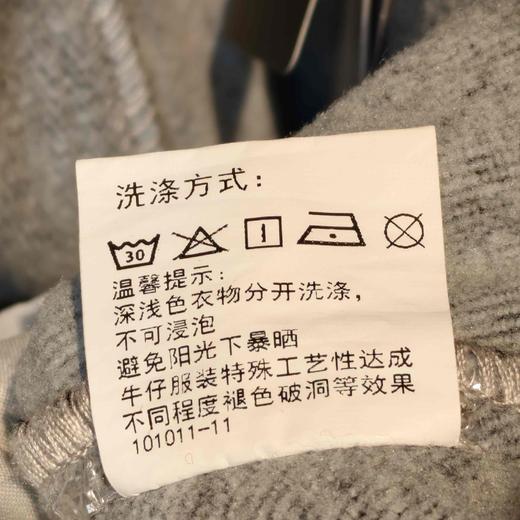 洗涤方式:
30
温馨提示:
深浅色衣物分开洗涤,
不可浸泡
避免阳光下暴晒
牛仔服装特殊工艺性达成
不同程度褪色破洞等效果
101011-11